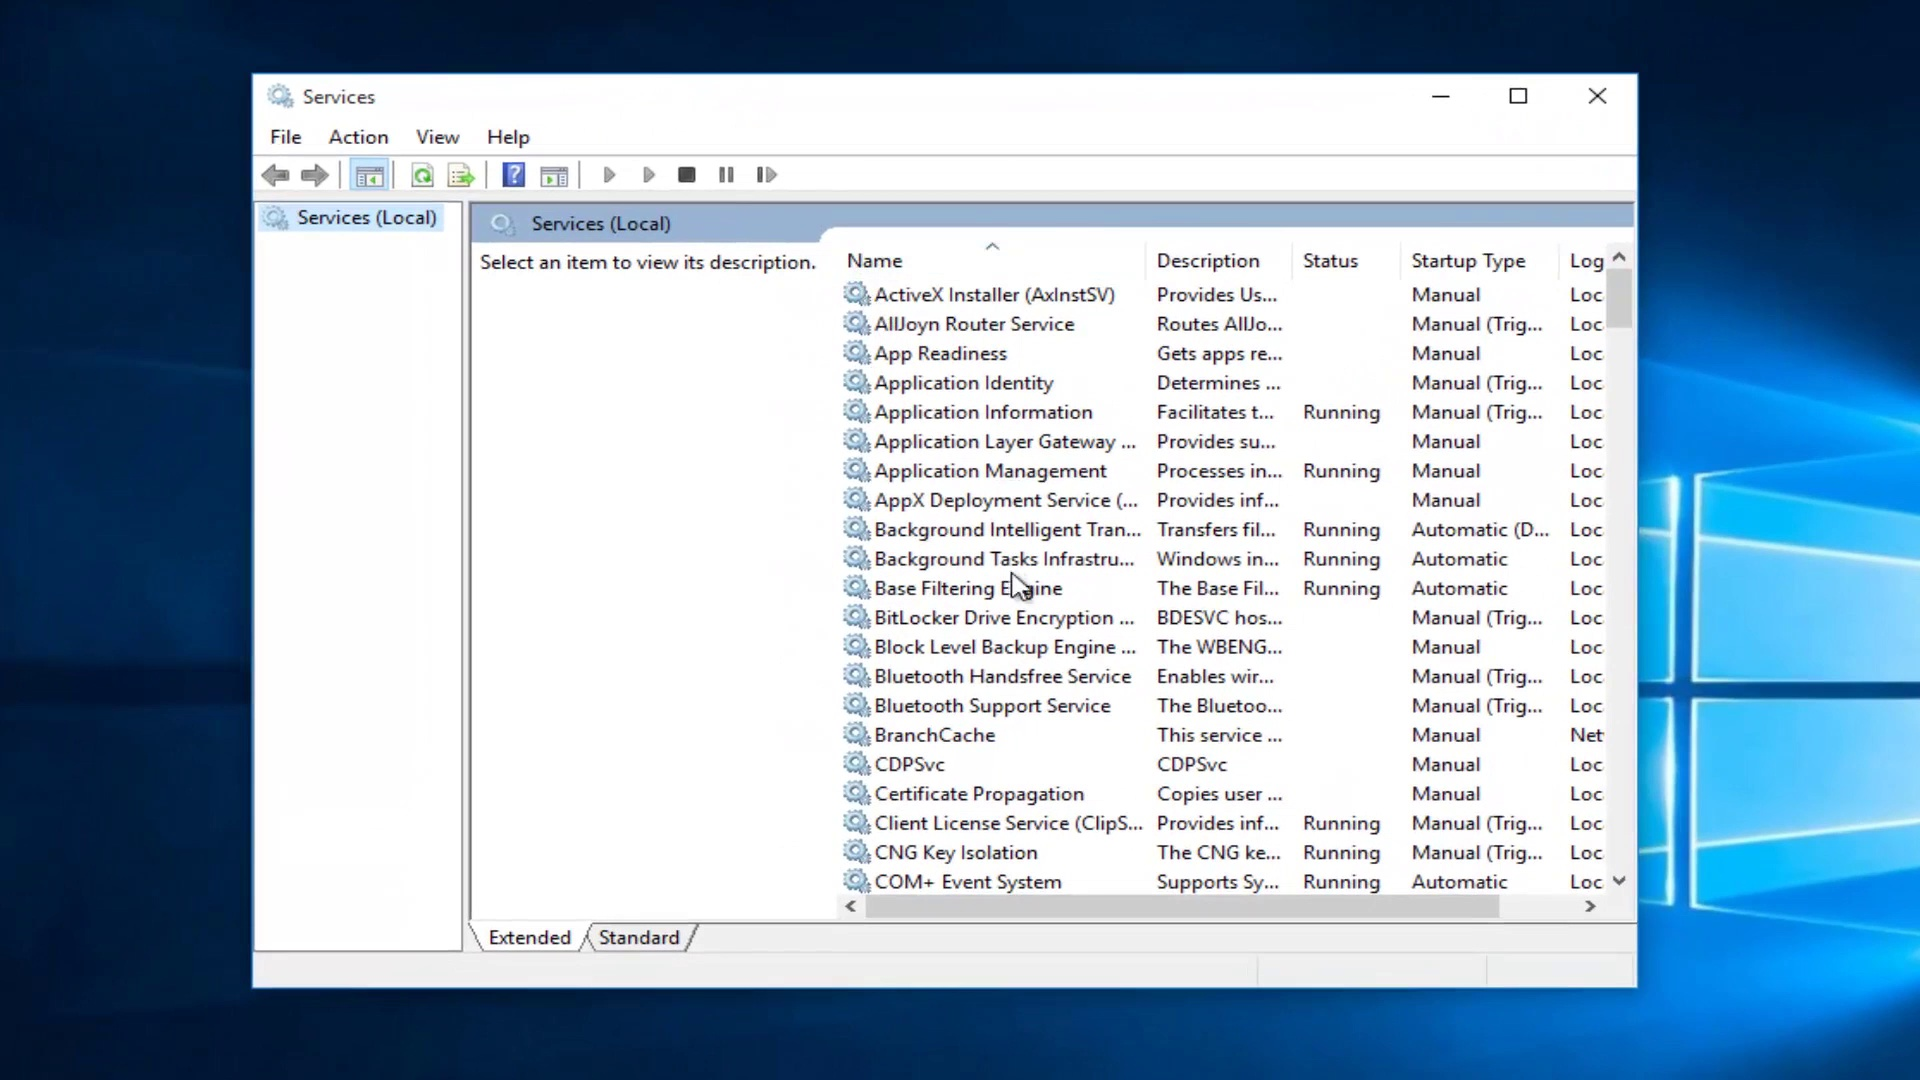 Services
File Action View Help
Services (Local)
Services (Local)
Select an item to view its description.
Name Description Status Startup Type Log
ActiveX Installer (AxInstSV) Provides Us... Manual Loc
AllJoyn Router Service Routes AllJo... Manual (Trig... Loc
App Readiness Gets apps re... Manual Loc
Application Identity Determines ... Manual (Trig... Loc
Application Information Facilitates t... Running Manual (Trig... Loc
Application Layer Gateway ... Provides su... Manual Loc
Application Management Processes in... Running Manual Loc
AppX Deployment Service (... Provides inf... Manual Loc
Background Intelligent Tran... Transfers fil... Running Automatic (D... Loc
Background Tasks Infrastru... Windows in... Running Automatic Loc
Base Filtering Engine The Base Fil... Running Automatic Loc
BitLocker Drive Encryption ... BDESVC hos... Manual (Trig... Loc
Block Level Backup Engine ... The WBENG... Manual Loc
Bluetooth Handsfree Service Enables wir... Manual (Trig... Loc
Bluetooth Support Service The Bluetoo... Manual (Trig... Loc
BranchCache This service ... Manual Net
CDPSvc CDPSvc Manual Loc
Certificate Propagation Copies user ... Manual Loc
Client License Service (ClipS... Provides inf... Running Manual (Trig... Loc
CNG Key Isolation The CNG ke... Running Manual (Trig... Loc
COM+ Event System Supports Sy... Running Automatic Loc
Extended Standard